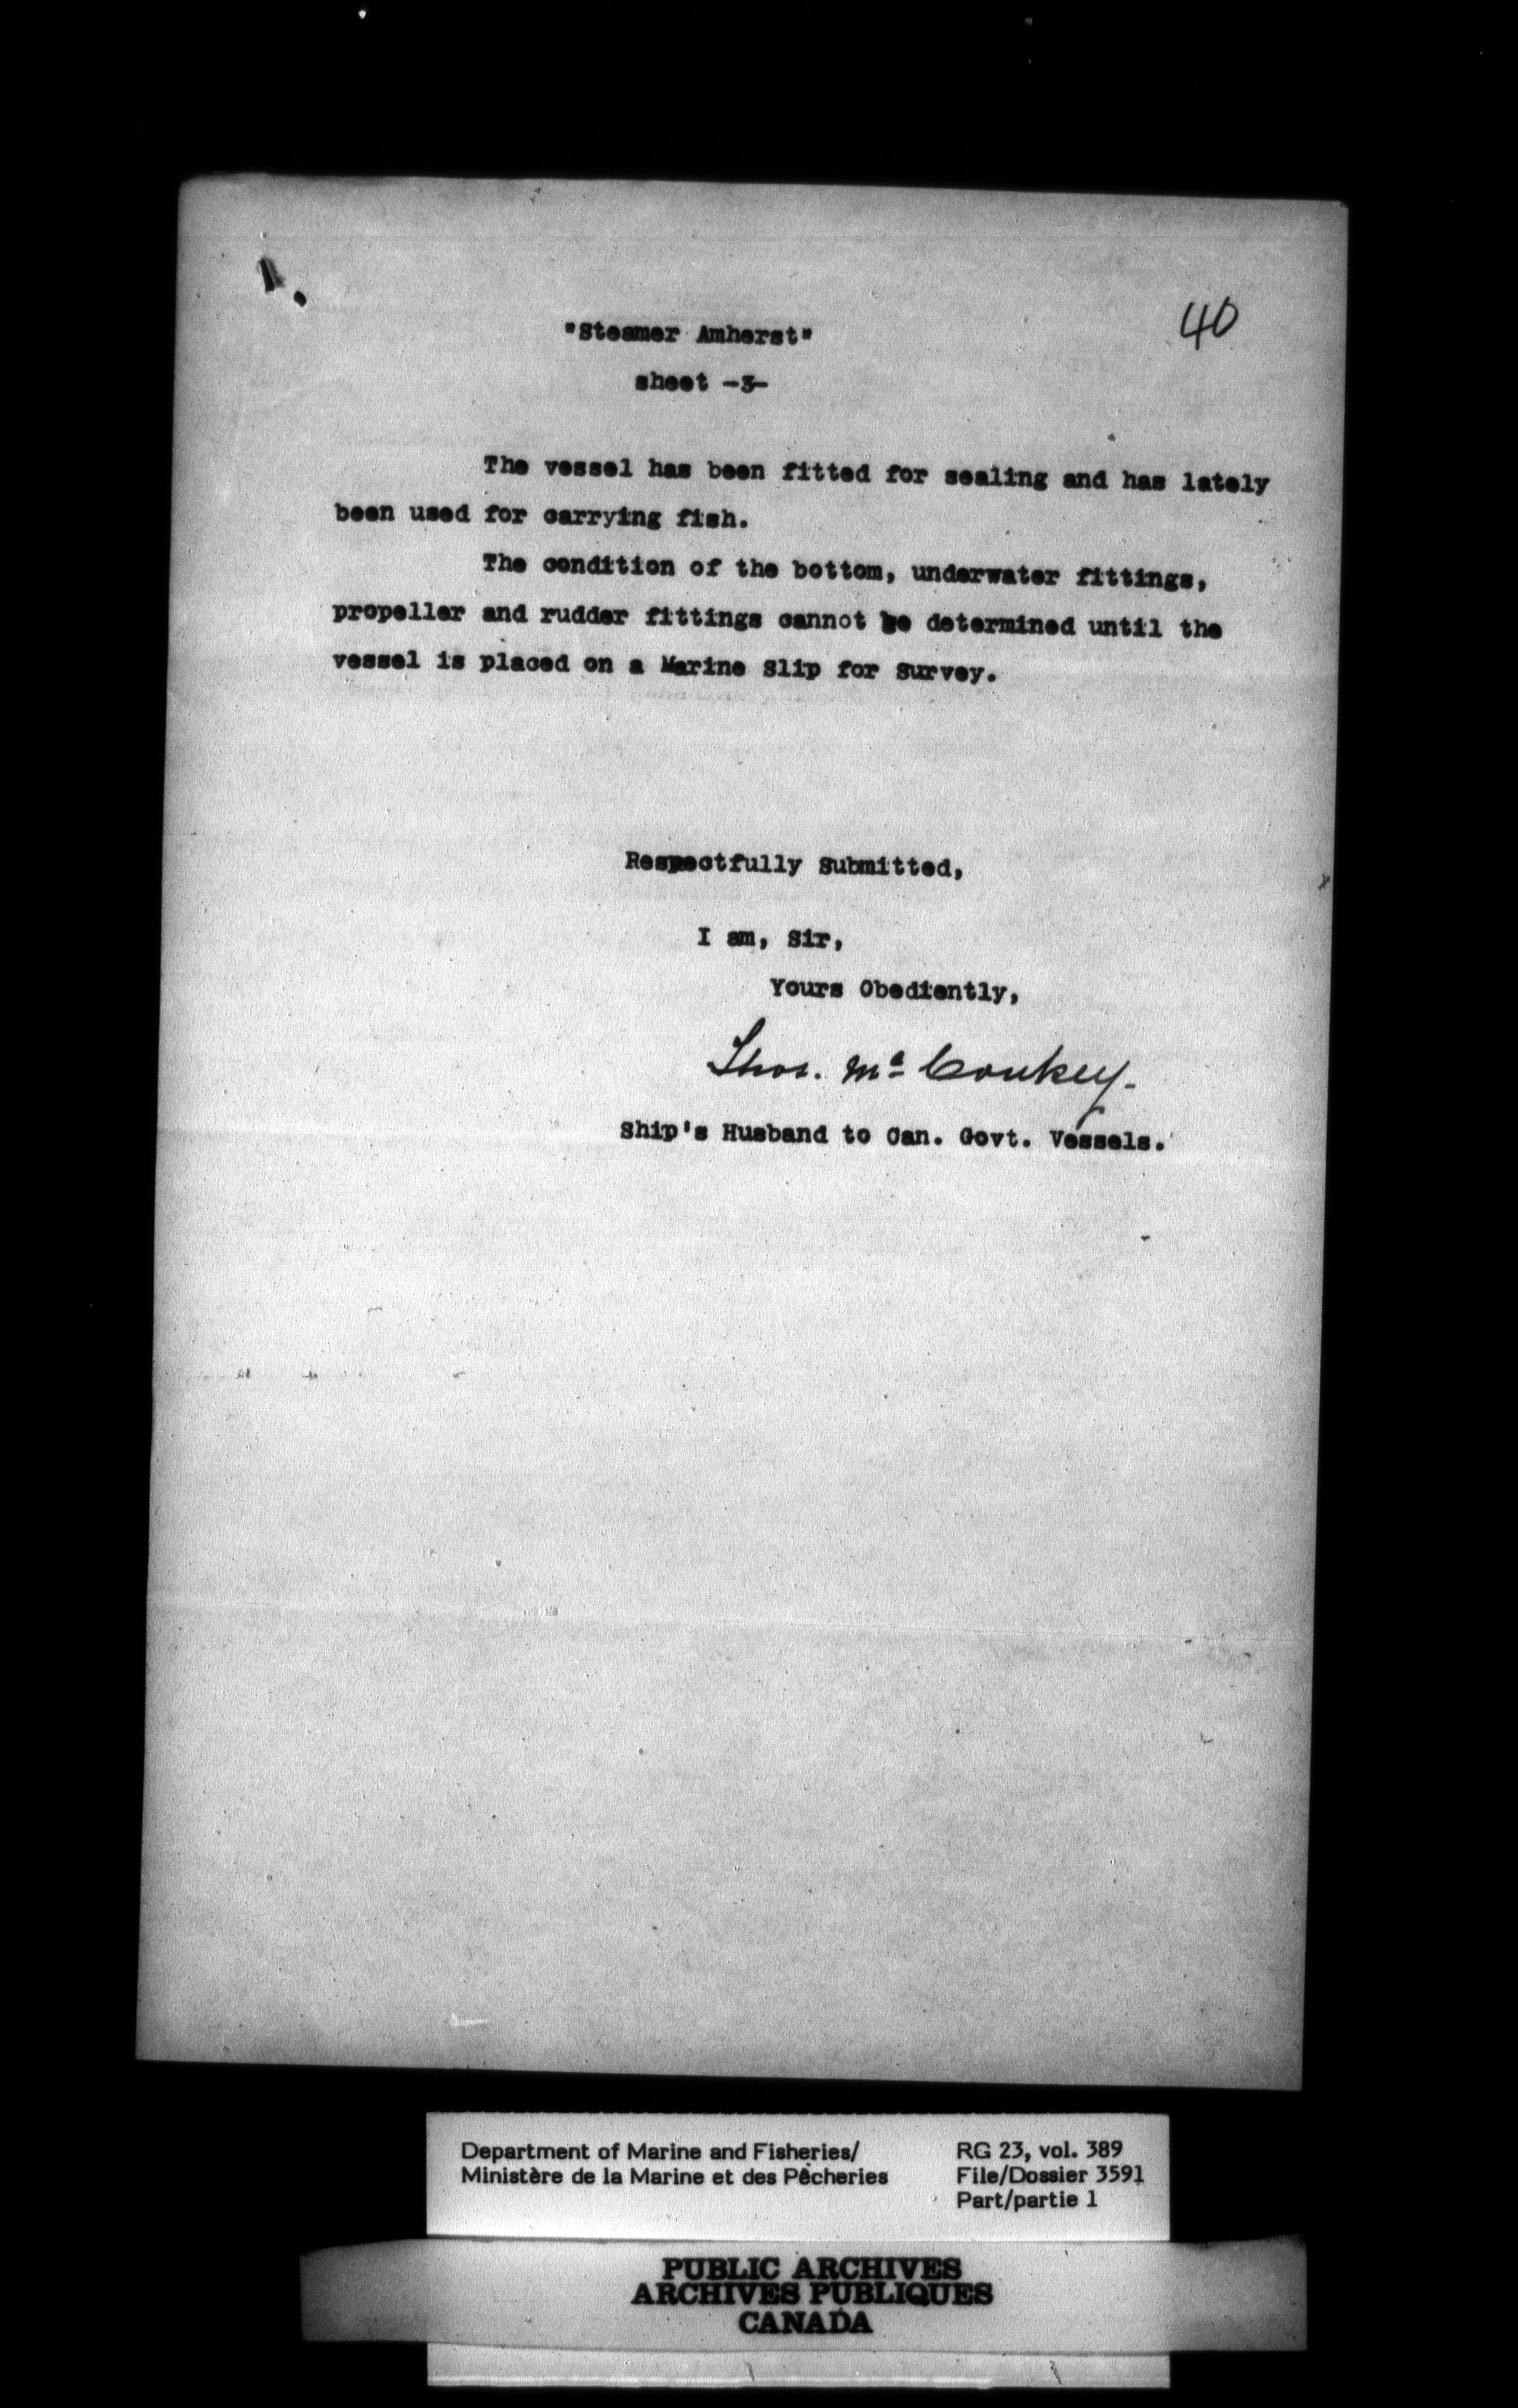 40
"Steamer Amherst"
sheet -3-
The vessel has been fitted for sealing and has lately
been used for carrying fish.
The condition of the bottom, underwater fittings,
propeller and rudder fittings cannot be determined until the
vessel is placed on a Marine Slip for Survey.
Respectfully Submitted,
I am, Sir,
Yours Obediently,
Thos. Mc Conkey.
Ship's Husband to Can. Govt. Vessels.
Department of Marine and Fisheries/
Ministère de la Marine et des Pêcheries
RG 23, vol. 389
File/Dossier 3591
Part/partie 1
PUBLIC ARCHIVES
ARCHIVES PUBLIQUES
CANADA